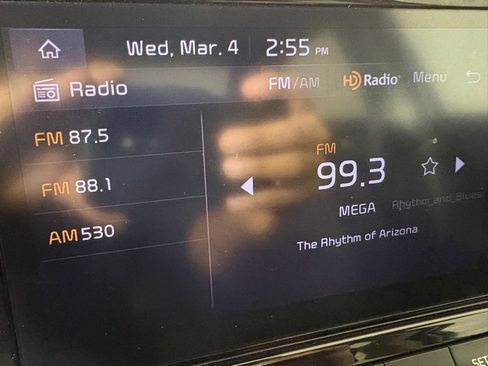 Wed, Mar. 4 2:55 PM
Radio FM/AM HD Radio Menu
FM 87.5
FM 88.1
AM 530
FM
99.3
MEGA Rhythm_and_Blues
The Rhythm of Arizona
SET